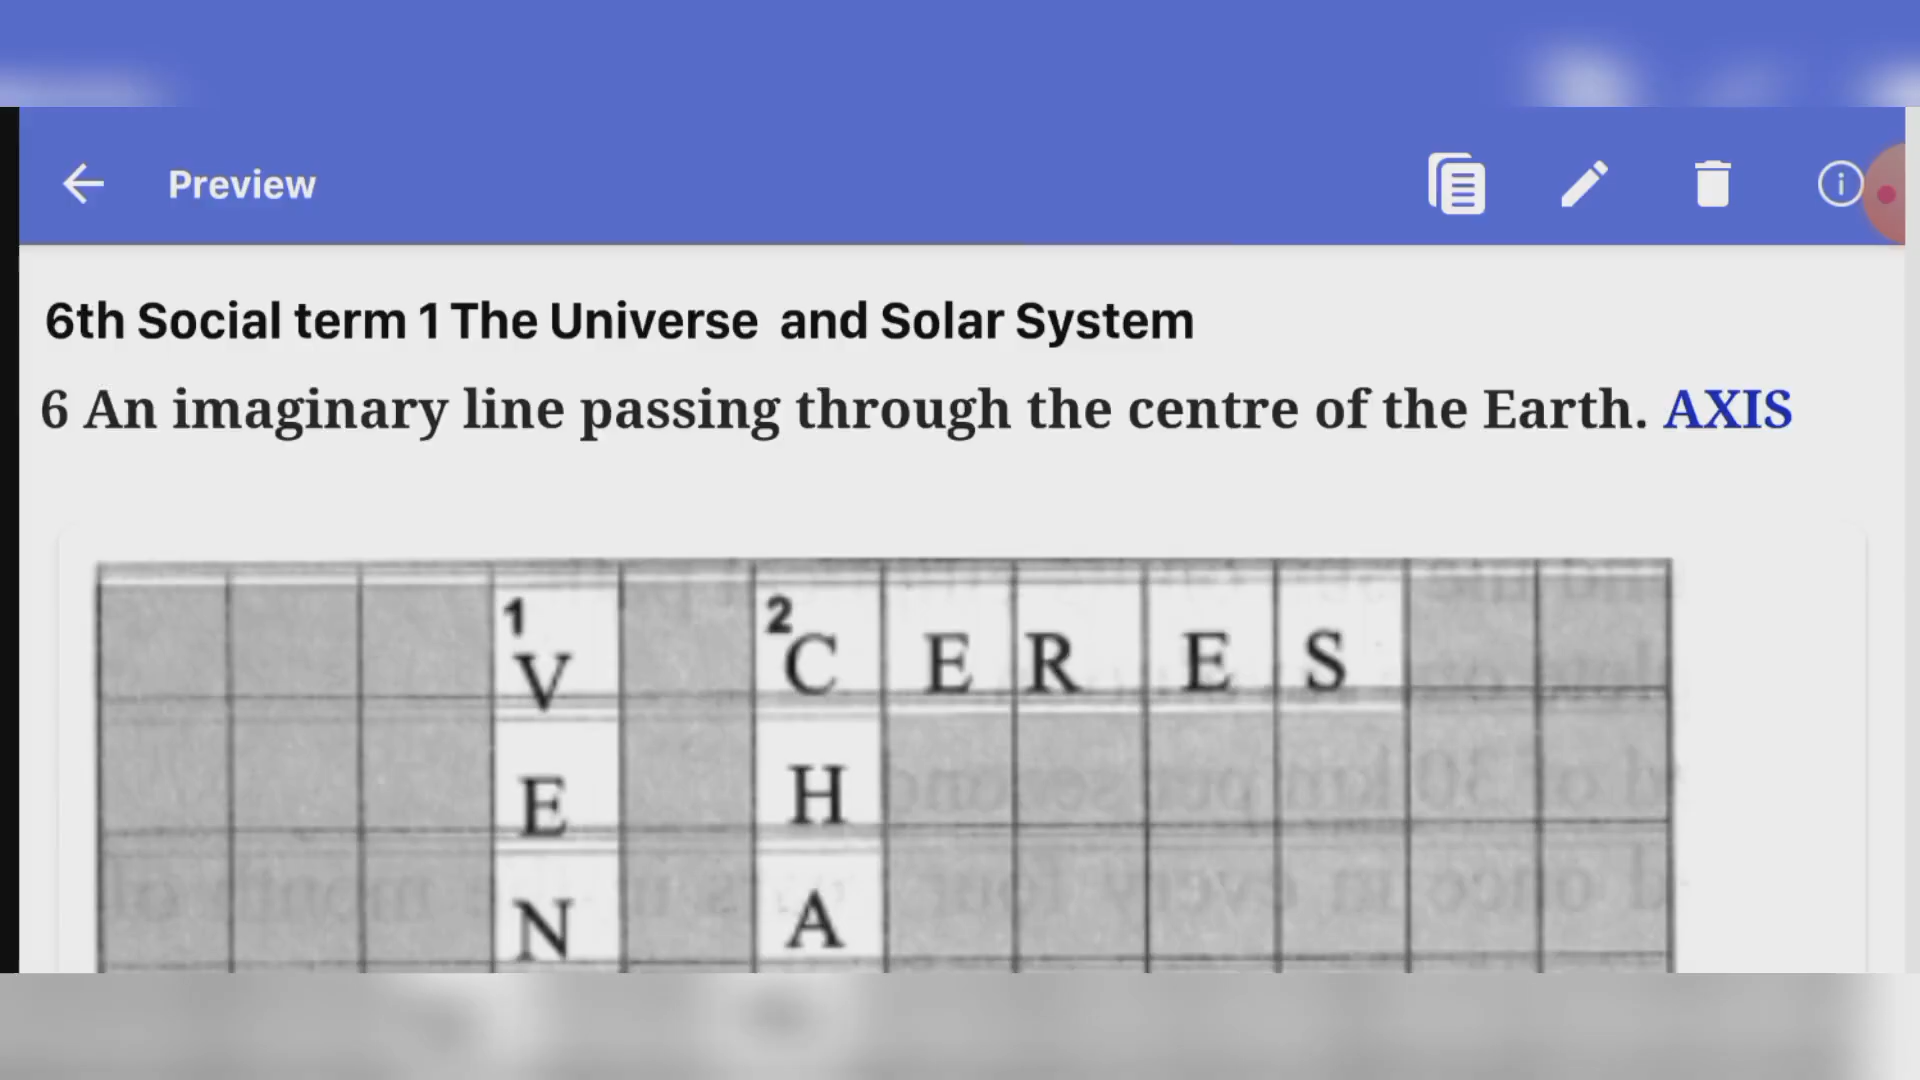 Preview
6th Social term 1 The Universe and Solar System
6 An imaginary line passing through the centre of the Earth. AXIS
1 2
V C E R E S
E H
N A